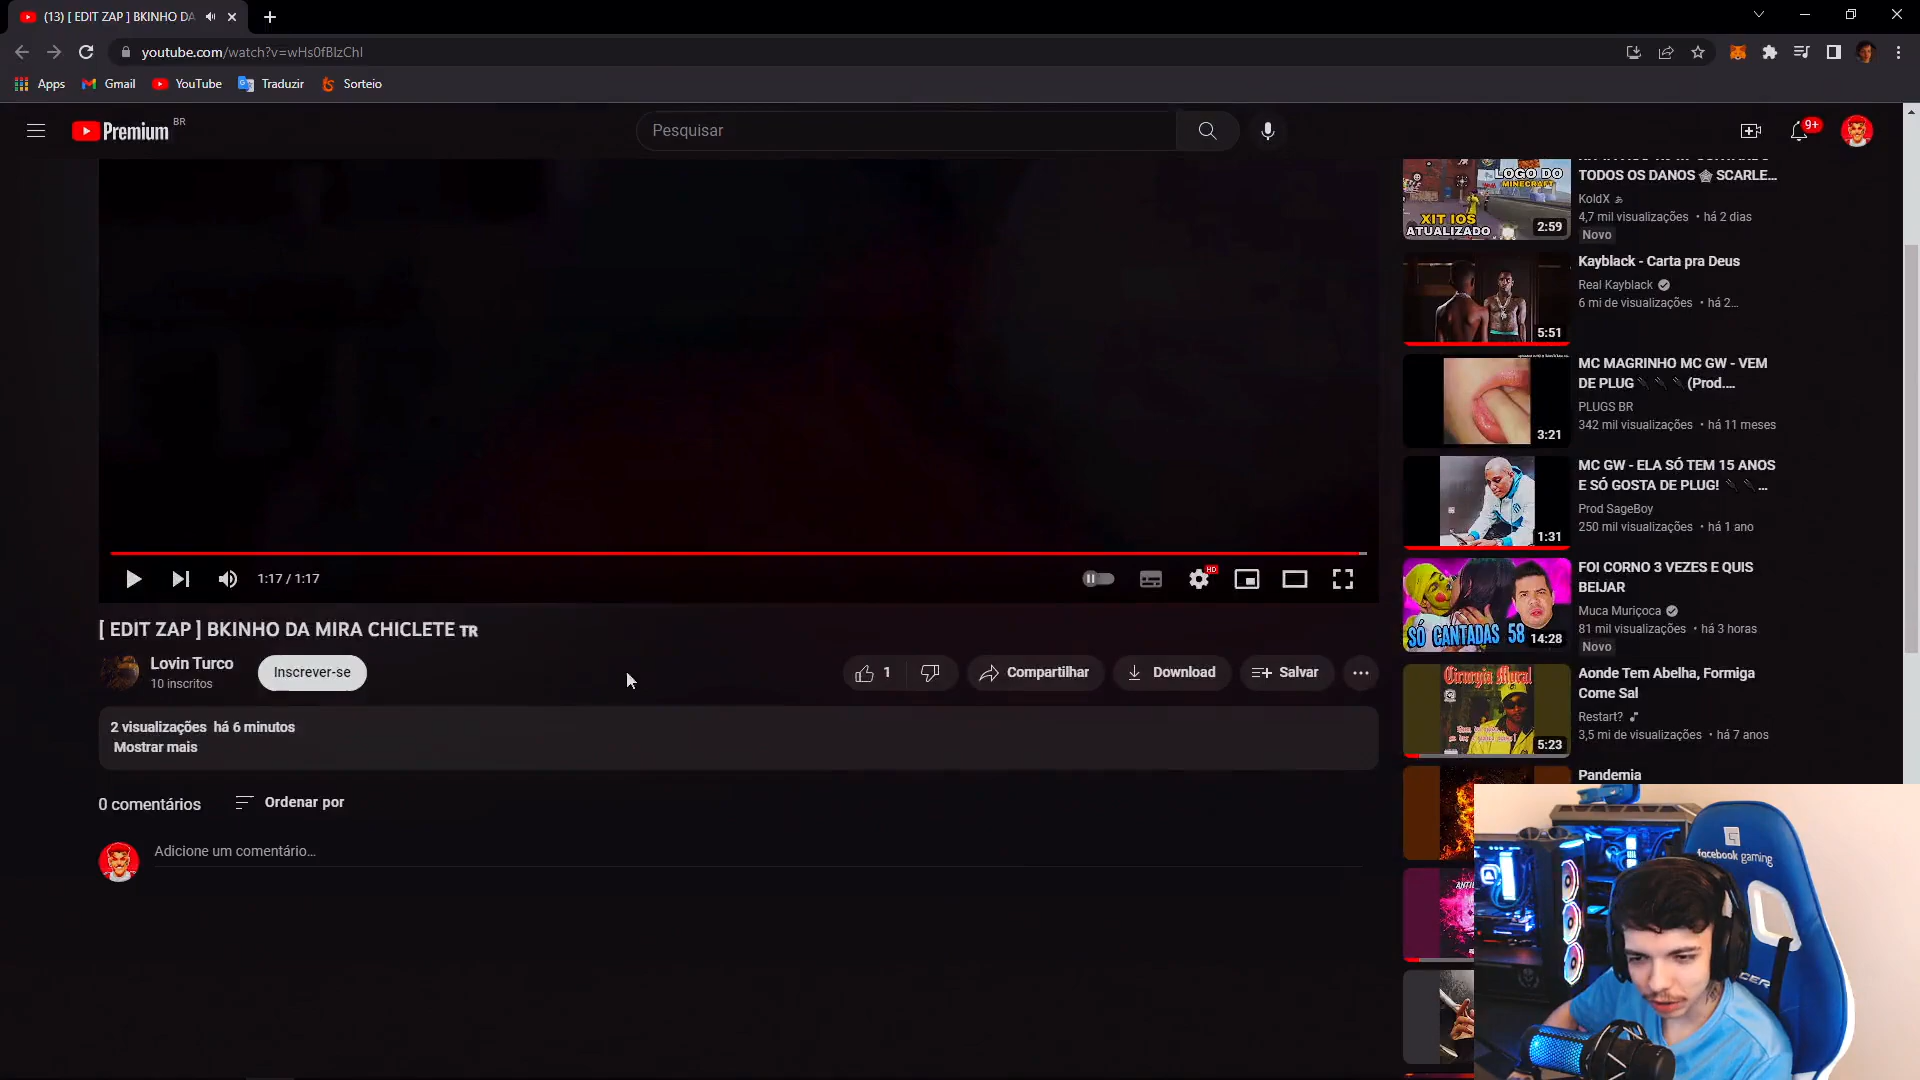 (13) [ EDIT ZAP ] BKINHO DA
youtube.com/watch?v=wHs0fBlzChI
Apps
Gmail
YouTube
Traduzir
Sorteio
Premium BR
Pesquisar
9+
LOGO DO
MINECRAFT
XIT IOS
ATUALIZADO
2:59
TODOS OS DANOS SCARLE...
KoldX
4,7 mil visualizações • há 2 dias
Novo
5:51
Kayblack - Carta pra Deus
Real Kayblack
6 mi de visualizações • há 2...
3:21
MC MAGRINHO MC GW - VEM
DE PLUG (Prod....
PLUGS BR
342 mil visualizações • há 11 meses
1:31
MC GW - ELA SÓ TEM 15 ANOS
E SÓ GOSTA DE PLUG! ...
Prod SageBoy
250 mil visualizações • há 1 ano
SÓ CANTADAS 58
14:28
FOI CORNO 3 VEZES E QUIS
BEIJAR
Muca Muriçoca
81 mil visualizações • há 3 horas
Novo
Cirurgia Moral
5:23
Aonde Tem Abelha, Formiga
Come Sal
Restart?
3,5 mi de visualizações • há 7 anos
Pandemia
1:17 / 1:17
HD
[ EDIT ZAP ] BKINHO DA MIRA CHICLETE TR
Lovin Turco
10 inscritos
Inscrever-se
1
Compartilhar
Download
Salvar
2 visualizações há 6 minutos
Mostrar mais
0 comentários
Ordenar por
Adicione um comentário...
facebook gaming